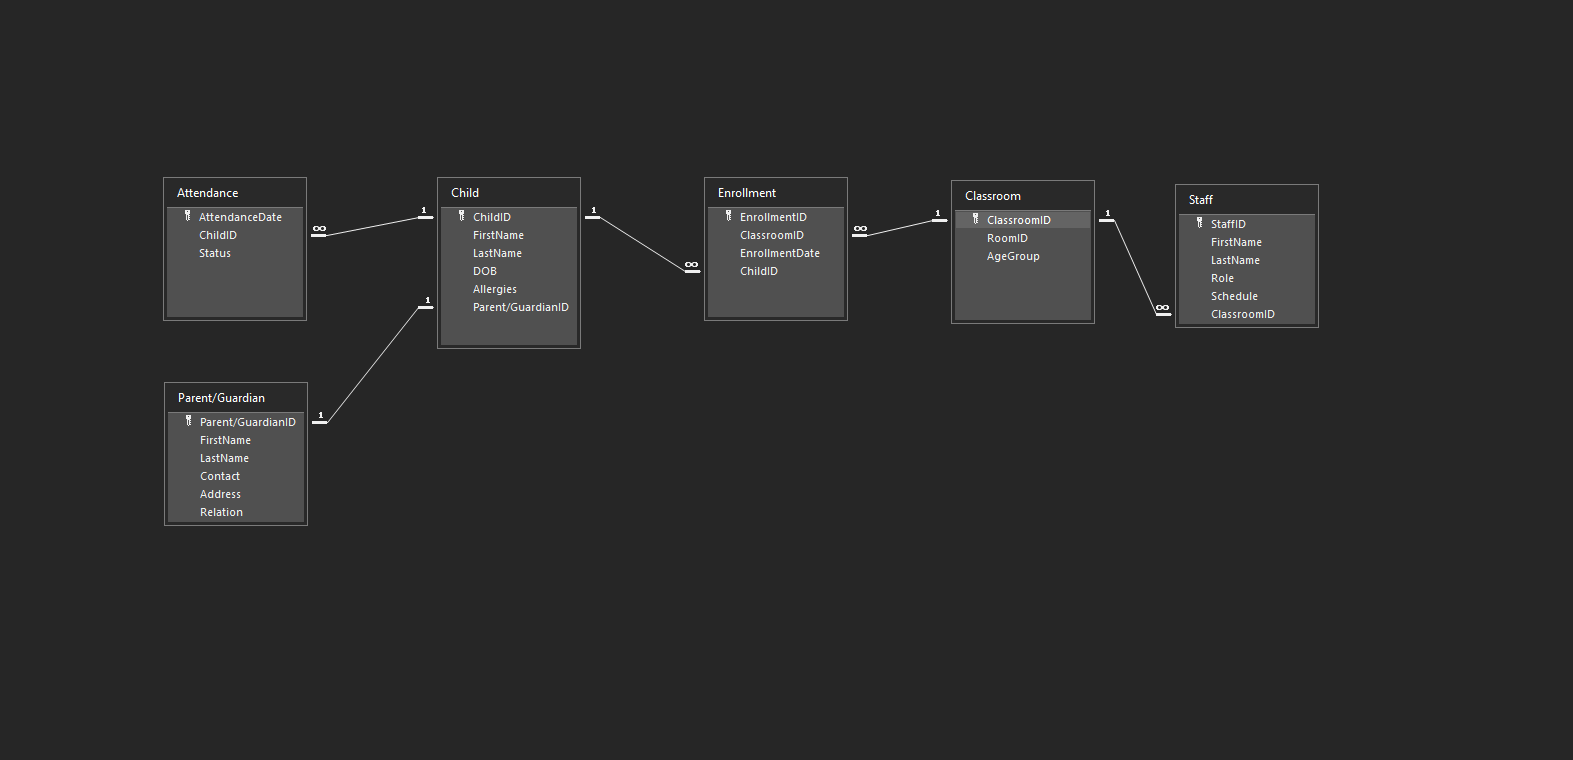 Attendance
AttendanceDate
ChildID
Status
1
∞
Child
ChildID
FirstName
LastName
DOB
Allergies
Parent/GuardianID
1
∞
Enrollment
EnrollmentID
ClassroomID
EnrollmentDate
ChildID
∞
1
Classroom
ClassroomID
RoomID
AgeGroup
1
∞
Staff
StaffID
FirstName
LastName
Role
Schedule
ClassroomID
1
1
Parent/Guardian
Parent/GuardianID
FirstName
LastName
Contact
Address
Relation